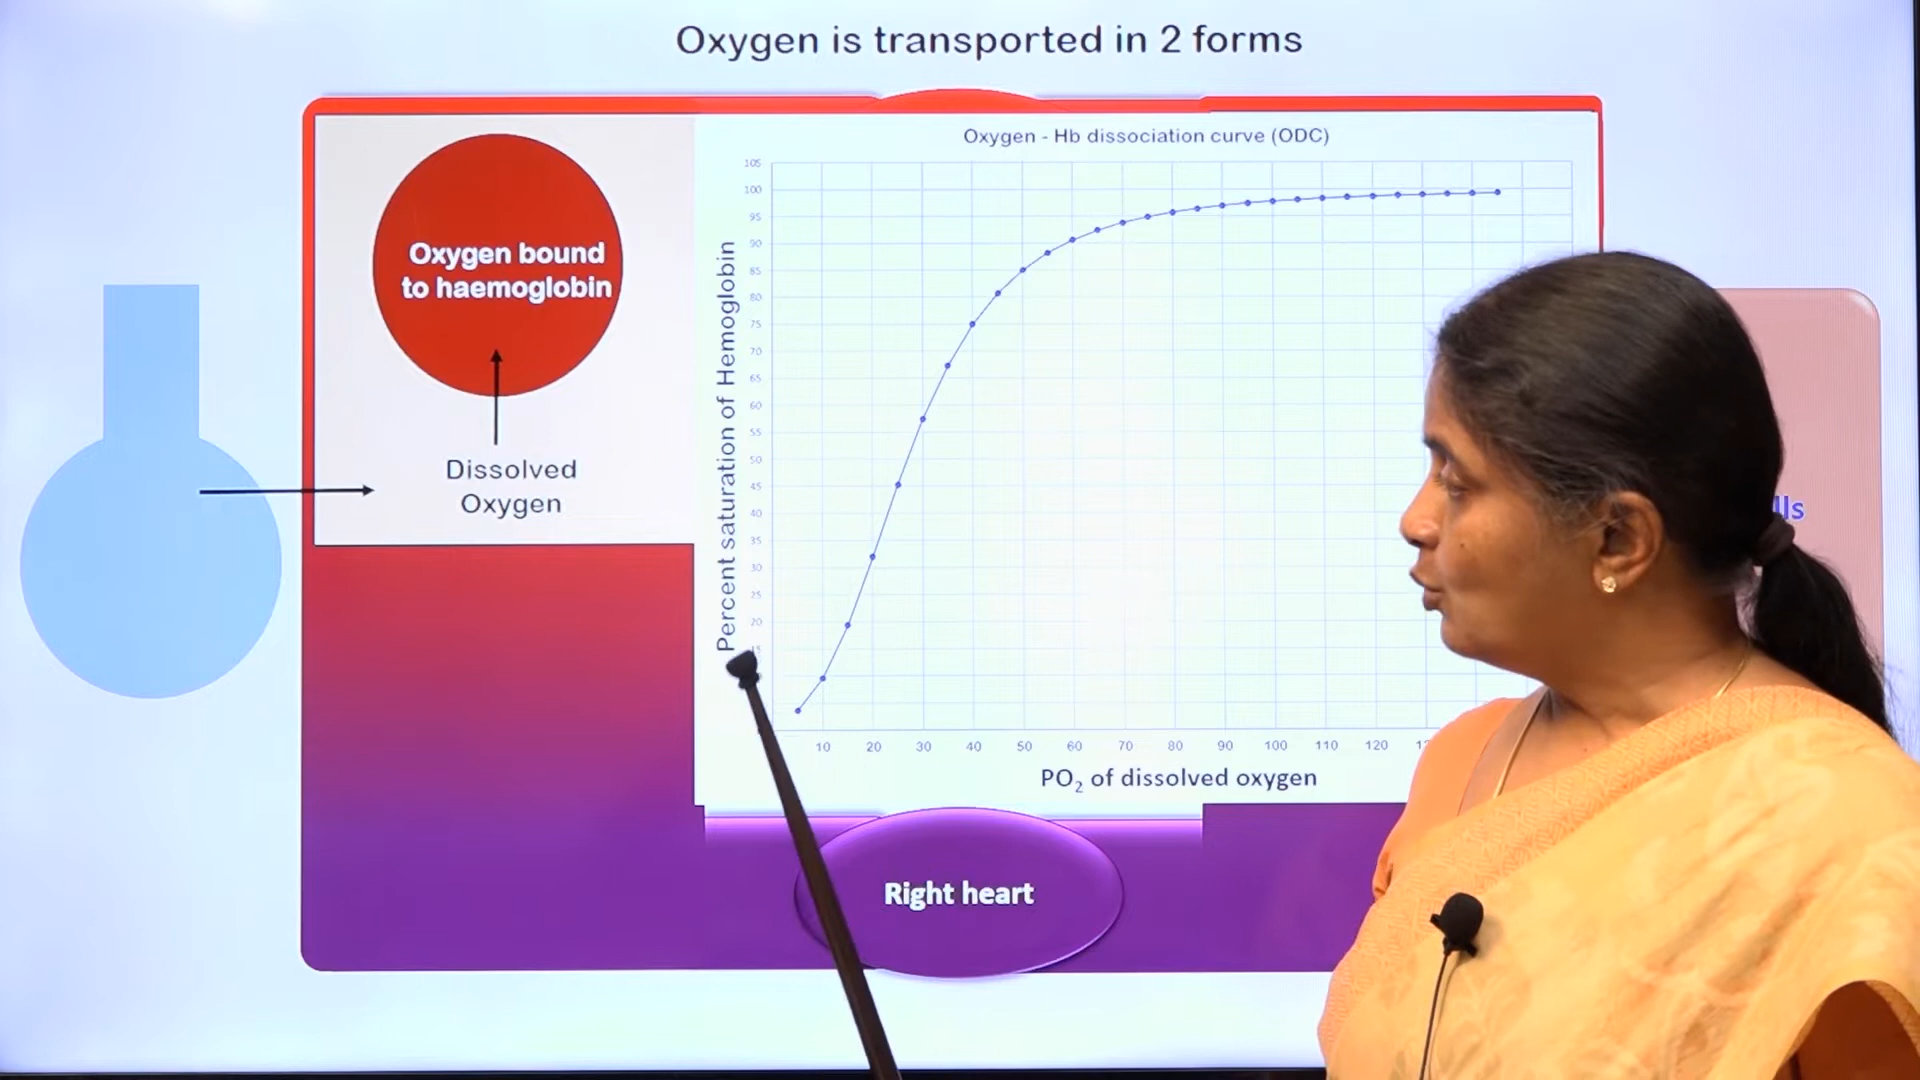 Oxygen is transported in 2 forms
Oxygen bound
to haemoglobin
Dissolved
Oxygen
Oxygen - Hb dissociation curve (ODC)
Percent saturation of Hemoglobin
105
100
95
90
85
80
75
70
65
60
55
50
45
40
35
30
25
20
10 20 30 40 50 60 70 80 90 100 110 120
PO₂ of dissolved oxygen
Right heart